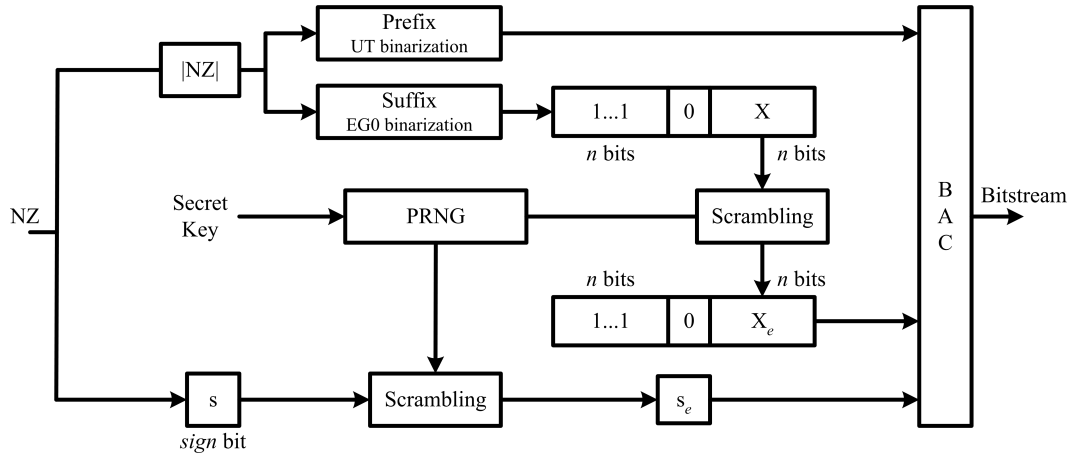 Prefix
UT binarization
|NZ|
Suffix
EG0 binarization
1...1 0 X
n bits n bits
NZ
Secret
Key
PRNG
Scrambling
B
A
C
Bitstream
n bits n bits
1...1 0 Xe
s
Scrambling
se
sign bit